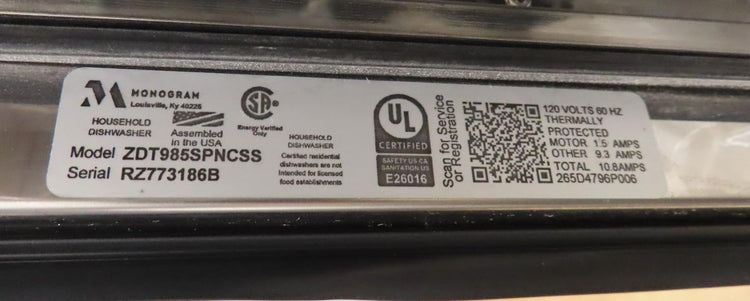 MONOGRAM
Louisville, Ky 40225
HOUSEHOLD
DISHWASHER
Assembled
in the USA
Model ZDT985SPNCSS
Serial RZ773186B
SA
Energy Verified
Only
HOUSEHOLD
DISHWASHER
Certified residential
dishwashers are not
intended for licensed
food establishments
UL
CERTIFIED
SAFETY US-CA
SANITATION US
E26016
Scan for Service
or Registration
120 VOLTS 60 HZ
THERMALLY
PROTECTED
MOTOR 1.5 AMPS
OTHER 9.3 AMPS
TOTAL 10.8AMPS
265D4796P006